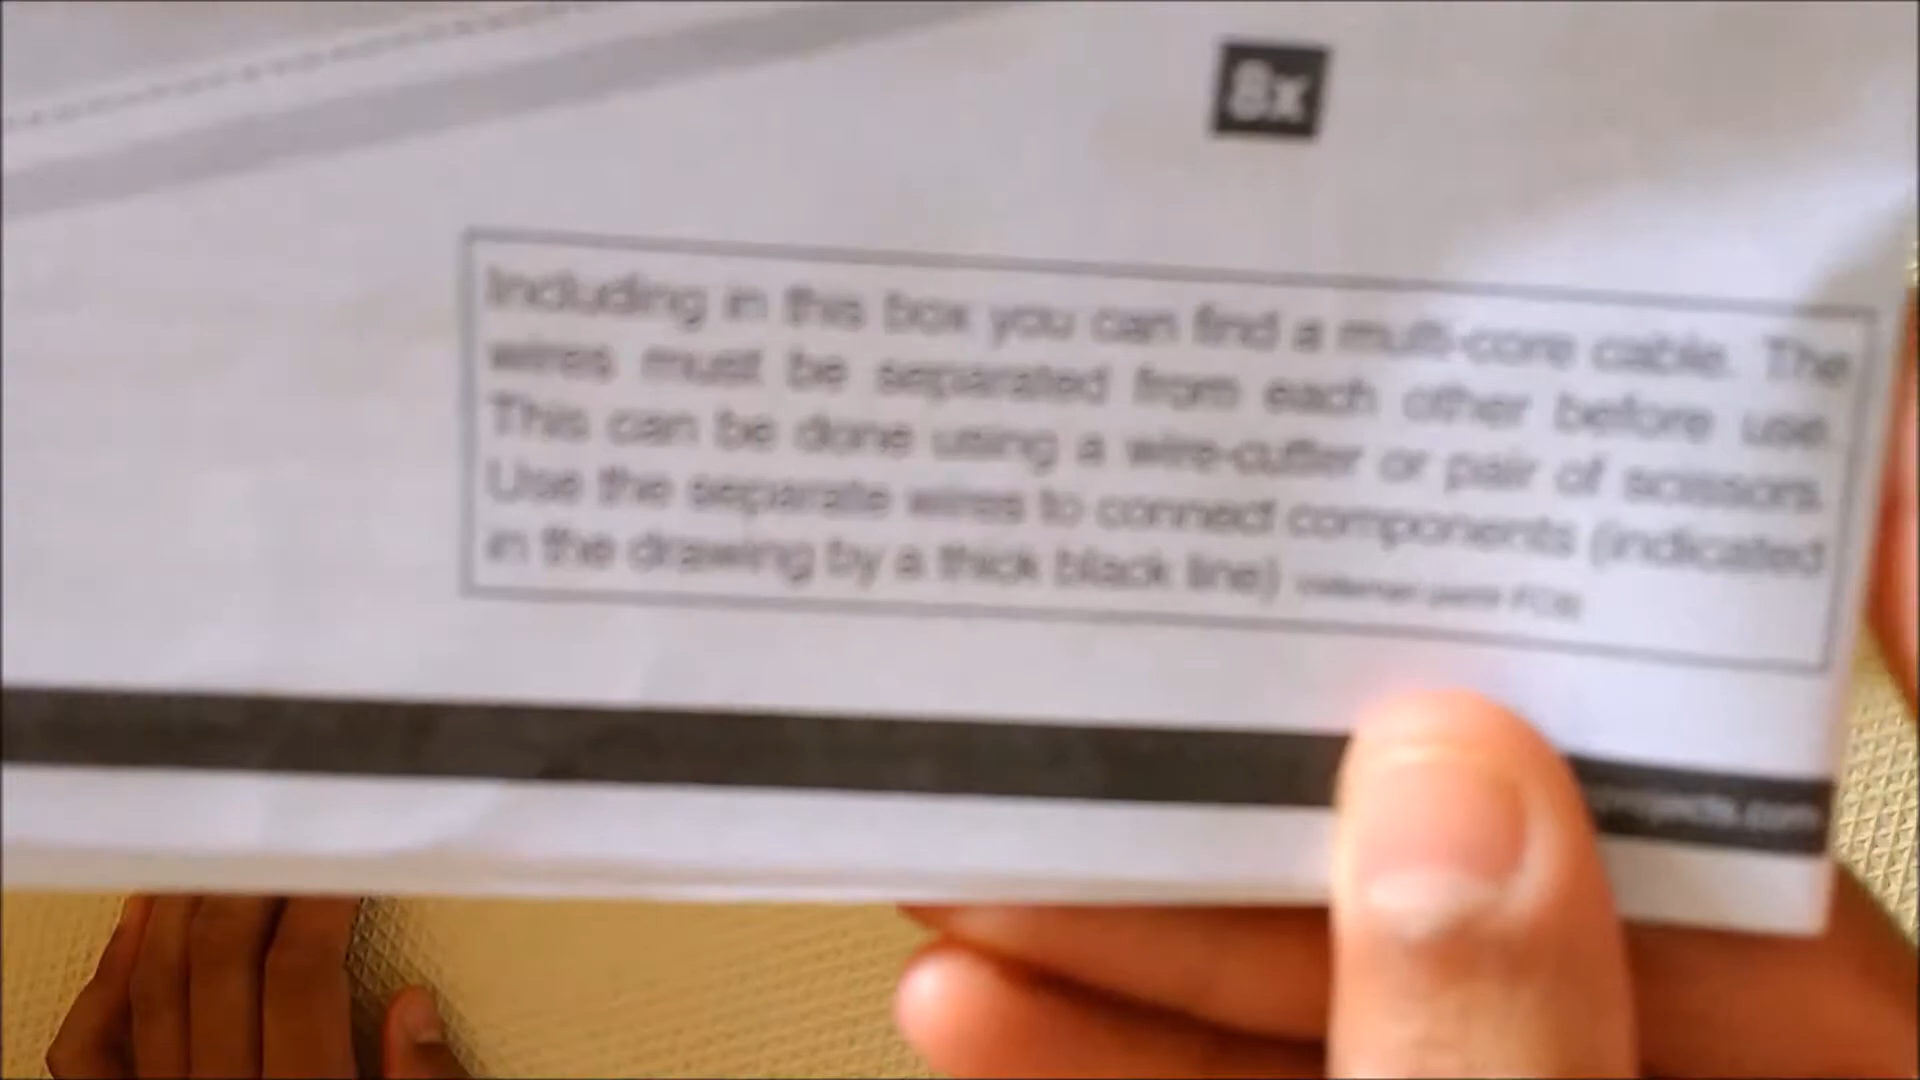 8x
Including in this box you can find a multi-core cable. The
wires must be separated from each other before use.
This can be done using a wire-cutter or pair of scissors.
Use the separate wires to connect components (indicated
in the drawing by a thick black line)